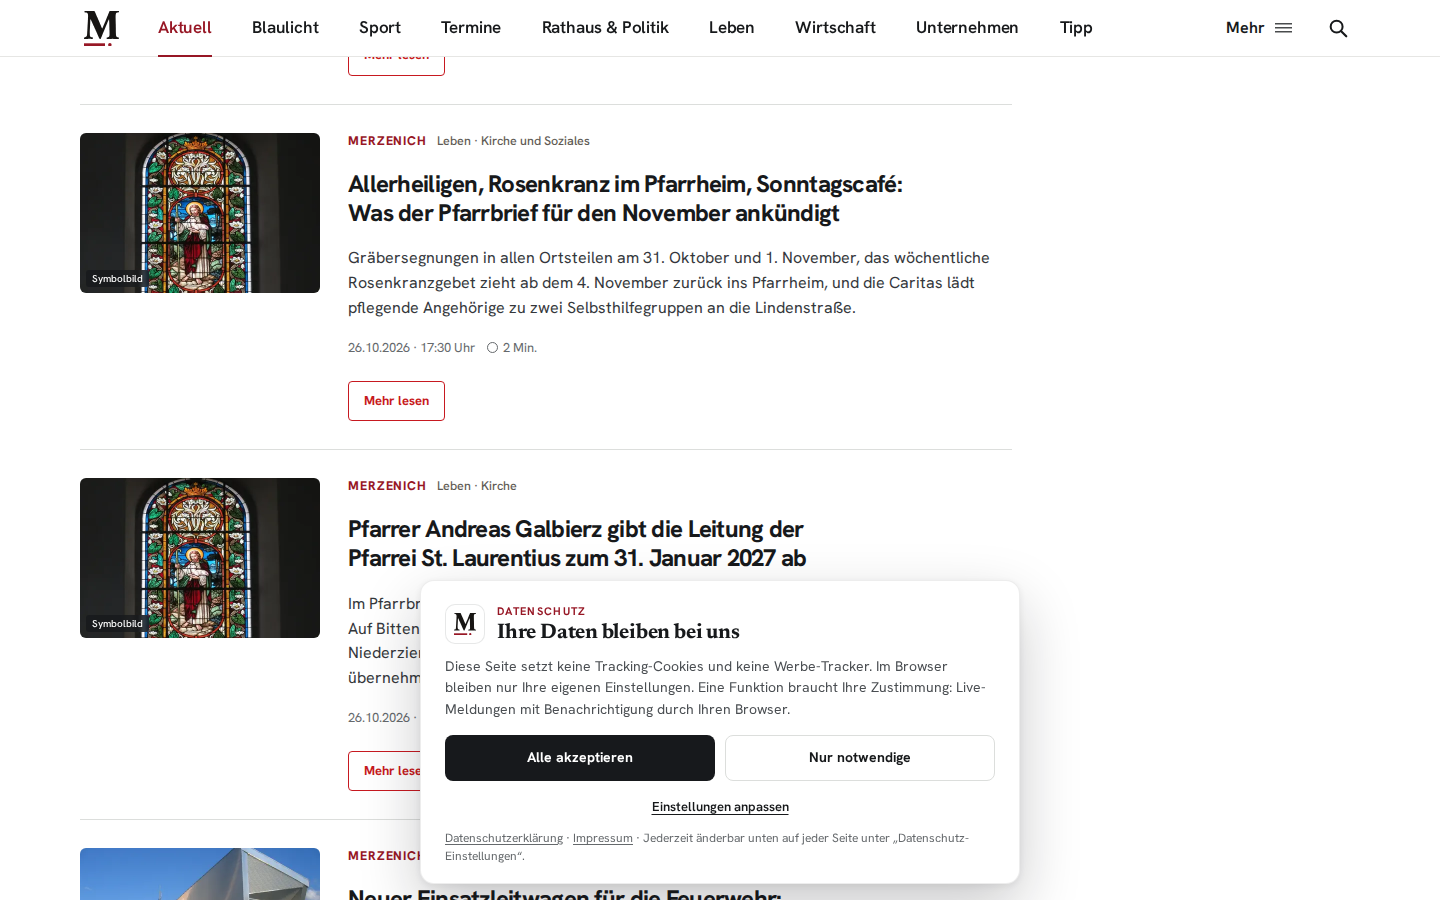 M Aktuell Blaulicht Sport Termine Rathaus & Politik Leben Wirtschaft Unternehmen Tipp Mehr
Mehr lesen
MERZENICH Leben · Kirche und Soziales
Allerheiligen, Rosenkranz im Pfarrheim, Sonntagscafé:
Was der Pfarrbrief für den November ankündigt
Gräbersegnungen in allen Ortsteilen am 31. Oktober und 1. November, das wöchentliche
Rosenkranzgebet zieht ab dem 4. November zurück ins Pfarrheim, und die Caritas lädt
pflegende Angehörige zu zwei Selbsthilfegruppen an die Lindenstraße.
Symbolbild
26.10.2026 · 17:30 Uhr 2 Min.
Mehr lesen
MERZENICH Leben · Kirche
Pfarrer Andreas Galbierz gibt die Leitung der
Pfarrei St. Laurentius zum 31. Januar 2027 ab
Im Pfarrbr
Auf Bitten
Niederzier
übernehm
Symbolbild
26.10.2026 ·
Mehr lese
M DATENSCHUTZ
Ihre Daten bleiben bei uns
Diese Seite setzt keine Tracking-Cookies und keine Werbe-Tracker. Im Browser
bleiben nur Ihre eigenen Einstellungen. Eine Funktion braucht Ihre Zustimmung: Live-
Meldungen mit Benachrichtigung durch Ihren Browser.
Alle akzeptieren Nur notwendige
Einstellungen anpassen
Datenschutzerklärung · Impressum · Jederzeit änderbar unten auf jeder Seite unter „Datenschutz-
Einstellungen“.
MERZENICH
Neuer Einsatzleitwagen für die Feuerwehr: